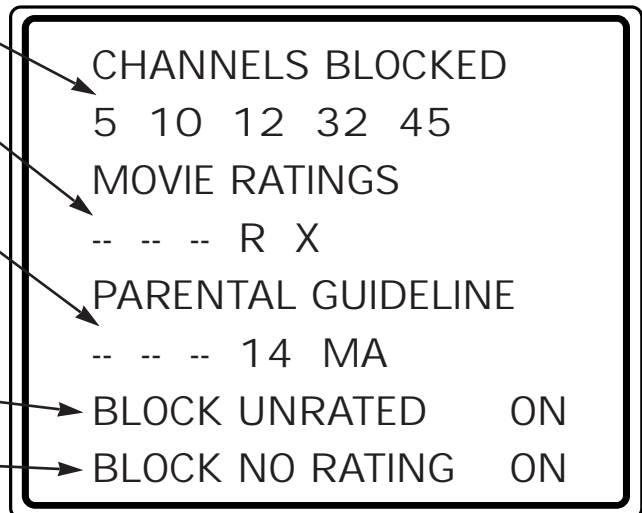 CHANNELS BLOCKED
5 10 12 32 45
MOVIE RATINGS
-- -- -- R X
PARENTAL GUIDELINE
-- -- -- 14 MA
BLOCK UNRATED ON
BLOCK NO RATING ON